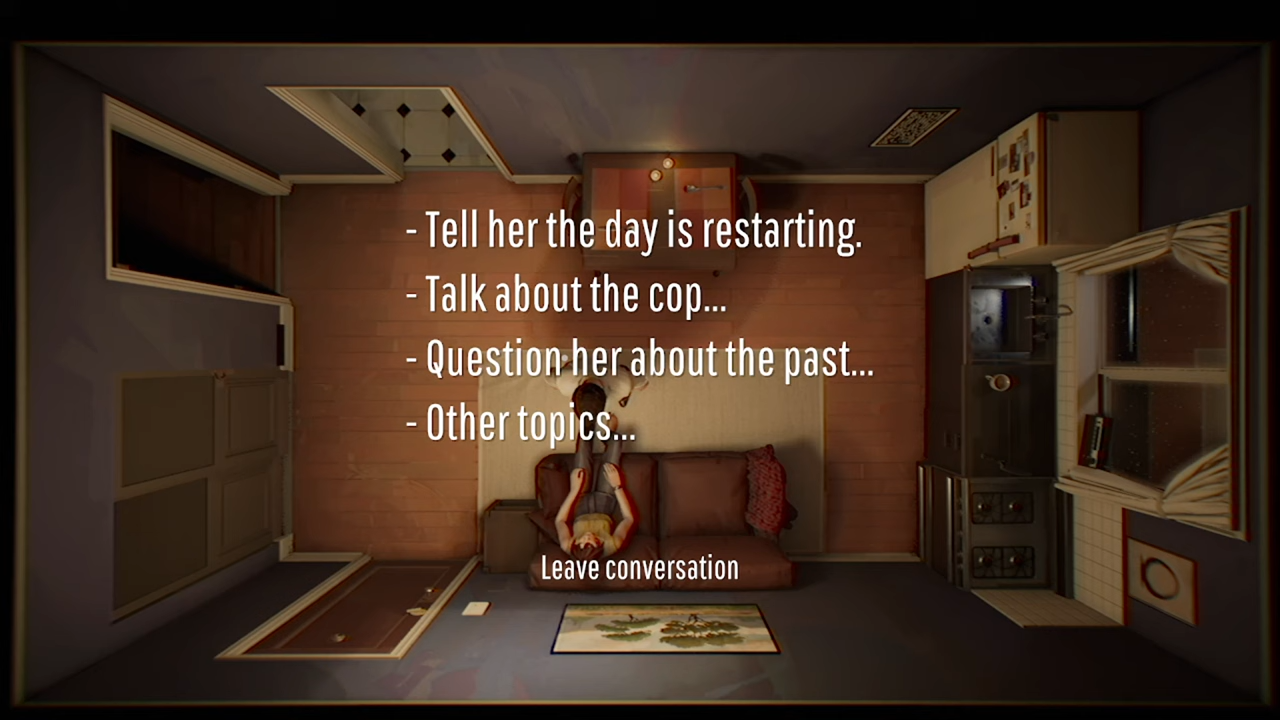 - Tell her the day is restarting.
- Talk about the cop...
- Question her about the past...
- Other topics...
Leave conversation